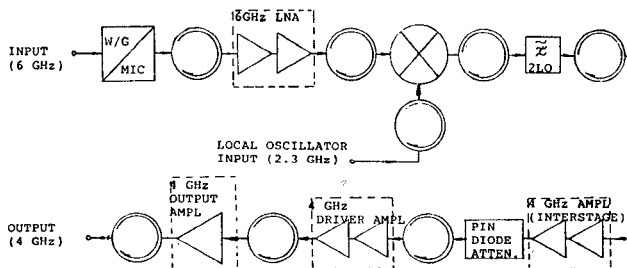 6GHz LNA
INPUT
(6 GHz)
W/G
MIC
2LO
LOCAL OSCILLATOR
INPUT (2.3 GHz)
GHz
OUTPUT
AMPL
GHz
DRIVER AMPL
GHz AMPL
(INTERSTAGE)
OUTPUT
(4 GHz)
PIN
DIODE
ATTEN.